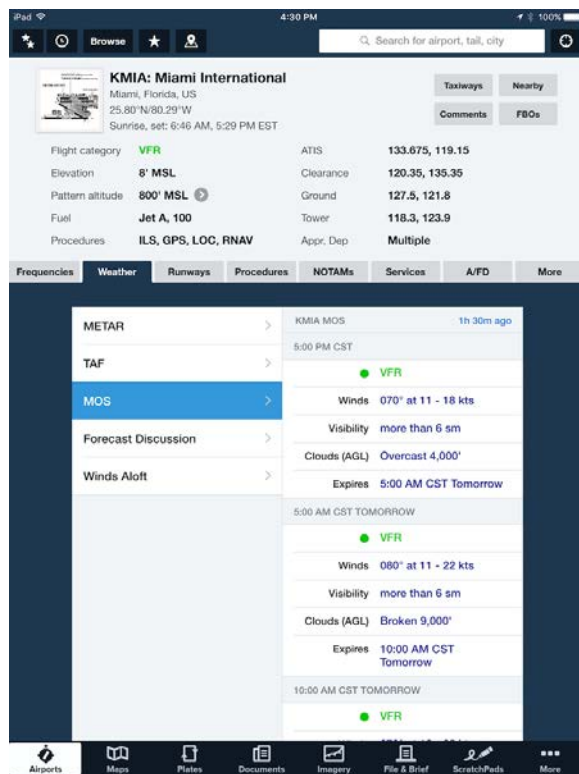 iPad 4:30 PM 100%
Browse Search for airport, tail, city
KMIA: Miami International
Miami, Florida, US
25.80°N/80.29°W
Sunrise, set: 6:46 AM, 5:29 PM EST
Taxiways Nearby
Comments FBOs
Flight category VFR ATIS 133.675, 119.15
Elevation 8' MSL Clearance 120.35, 135.35
Pattern altitude 800' MSL Ground 127.5, 121.8
Fuel Jet A, 100 Tower 118.3, 123.9
Procedures ILS, GPS, LOC, RNAV Appr, Dep Multiple
Frequencies Weather Runways Procedures NOTAMs Services A/FD More
METAR
TAF
MOS
Forecast Discussion
Winds Aloft
KMIA MOS 1h 30m ago
5:00 PM CST
VFR
Winds 070° at 11 - 18 kts
Visibility more than 6 sm
Clouds (AGL) Overcast 4,000'
Expires 5:00 AM CST Tomorrow
5:00 AM CST TOMORROW
VFR
Winds 080° at 11 - 22 kts
Visibility more than 6 sm
Clouds (AGL) Broken 9,000'
Expires 10:00 AM CST
Tomorrow
10:00 AM CST TOMORROW
VFR
Airports Maps Plates Documents Imagery File & Brief ScratchPads More